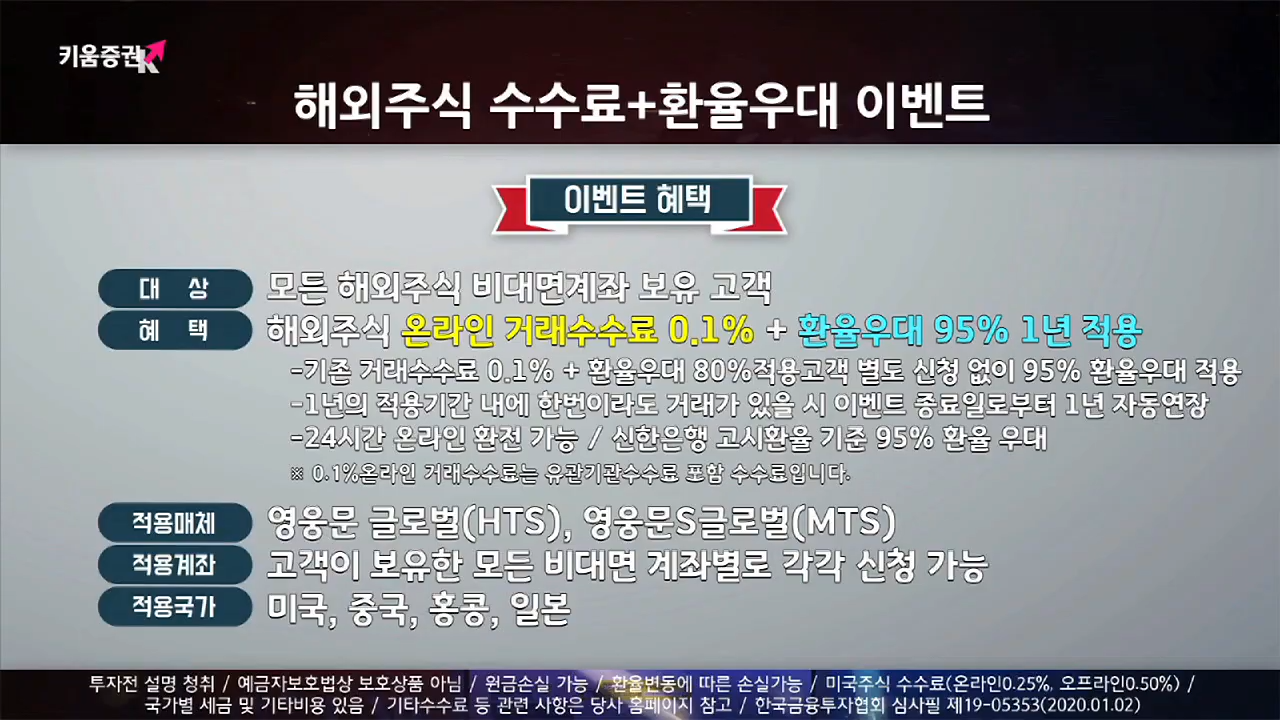 키움증권
해외주식 수수료+환율우대 이벤트
이벤트 혜택
대 상 모든 해외주식 비대면계좌 보유 고객
혜 택 해외주식 온라인 거래수수료 0.1% + 환율우대 95% 1년 적용
-기존 거래수수료 0.1% + 환율우대 80%적용고객 별도 신청 없이 95% 환율우대 적용
-1년의 적용기간 내에 한번이라도 거래가 있을 시 이벤트 종료일로부터 1년 자동연장
-24시간 온라인 환전 가능 / 신한은행 고시환율 기준 95% 환율 우대
※ 0.1%온라인 거래수수료는 유관기관수수료 포함 수수료입니다.
적용매체 영웅문 글로벌(HTS), 영웅문S글로벌(MTS)
적용계좌 고객이 보유한 모든 비대면 계좌별로 각각 신청 가능
적용국가 미국, 중국, 홍콩, 일본
투자전 설명 청취 / 예금자보호법상 보호상품 아님 / 원금손실 가능 / 환율변동에 따른 손실가능 / 미국주식 수수료(온라인0.25%, 오프라인0.50%) /
국가별 세금 및 기타비용 있음 / 기타수수료 등 관련 사항은 당사 홈페이지 참고 / 한국금융투자협회 심사필 제19-05353(2020.01.02)